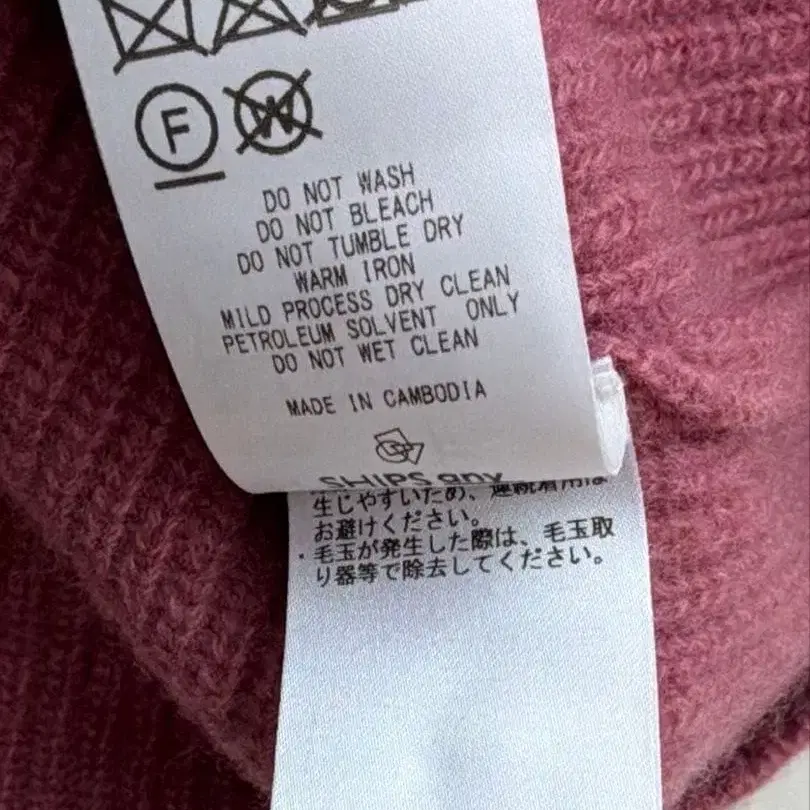 F
W
DO NOT WASH
DO NOT BLEACH
DO NOT TUMBLE DRY
WARM IRON
MILD PROCESS DRY CLEAN
PETROLEUM SOLVENT ONLY
DO NOT WET CLEAN
MADE IN CAMBODIA
SHIPS any
生じやすいため、連続着用は
お避けください。
・毛玉が発生した際は、毛玉取
り器等で除去してください。